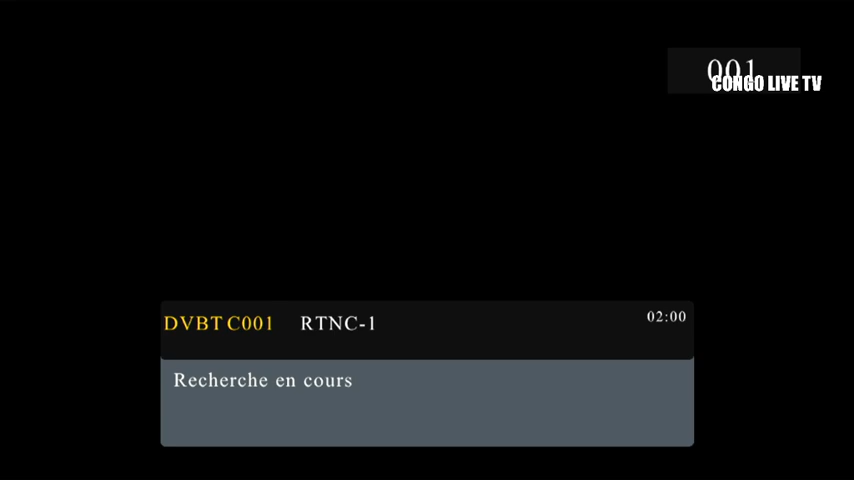 001
CONGO LIVE TV
DVBT C001 RTNC-1 02:00
Recherche en cours